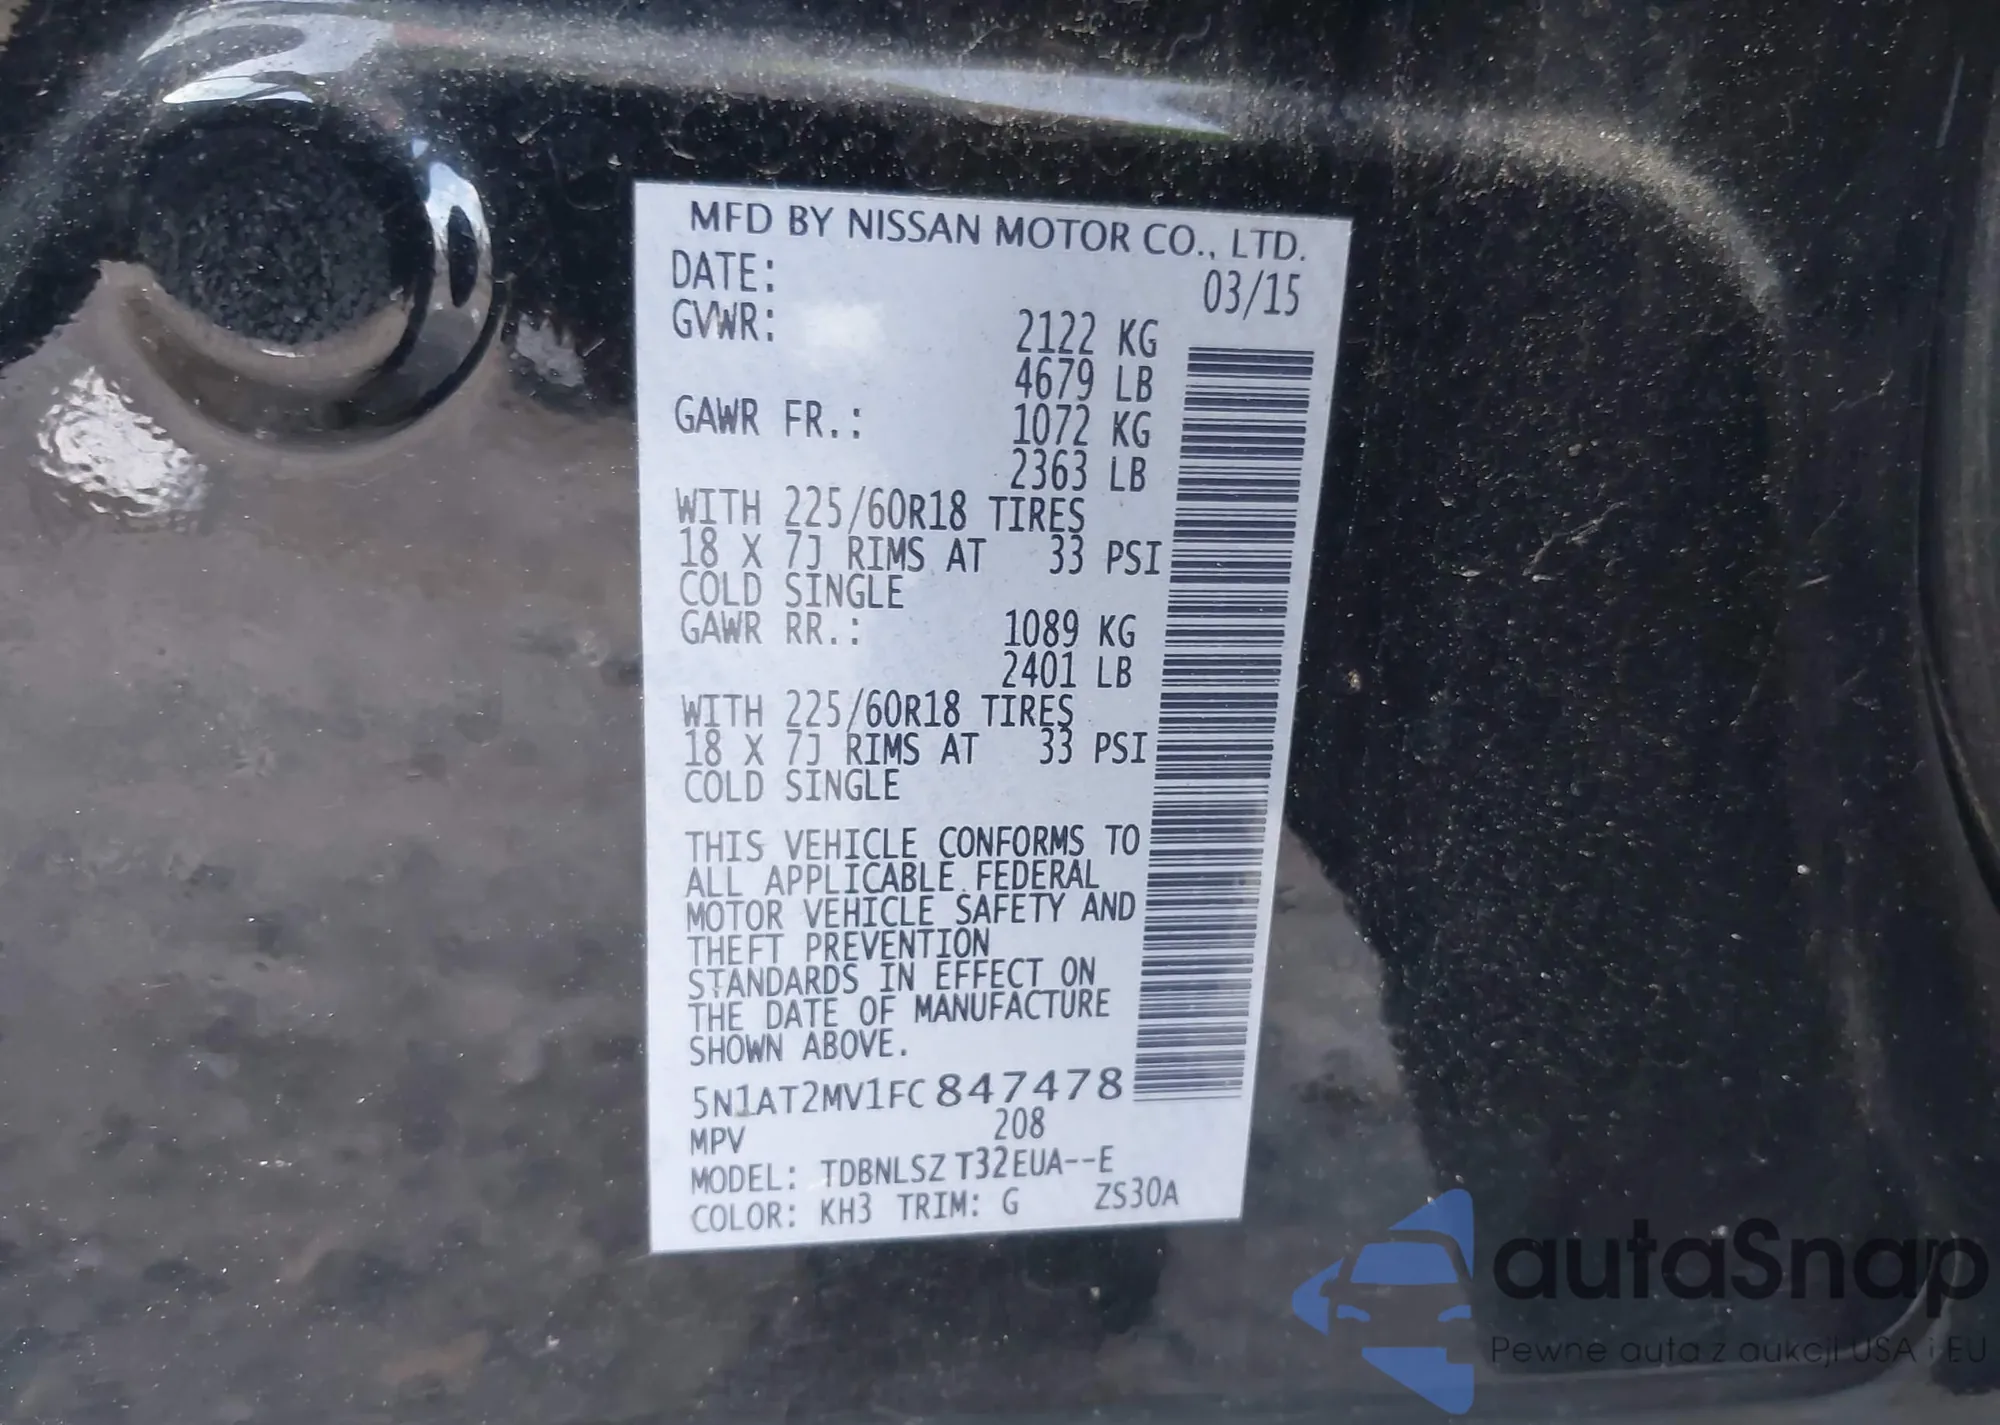 MFD BY NISSAN MOTOR CO., LTD.
DATE: 03/15
GVWR: 2122 KG
4679 LB
GAWR FR.: 1072 KG
2363 LB
WITH 225/60R18 TIRES
18 X 7J RIMS AT 33 PSI
COLD SINGLE
GAWR RR.: 1089 KG
2401 LB
WITH 225/60R18 TIRES
18 X 7J RIMS AT 33 PSI
COLD SINGLE
THIS VEHICLE CONFORMS TO
ALL APPLICABLE FEDERAL
MOTOR VEHICLE SAFETY AND
THEFT PREVENTION
STANDARDS IN EFFECT ON
THE DATE OF MANUFACTURE
SHOWN ABOVE.
5N1AT2MV1FC847478
MPV 208
MODEL: TDBNLSZ T32EUA--E
COLOR: KH3 TRIM: G ZS30A
autaSnap
Pewne auta z aukcji USA i EU